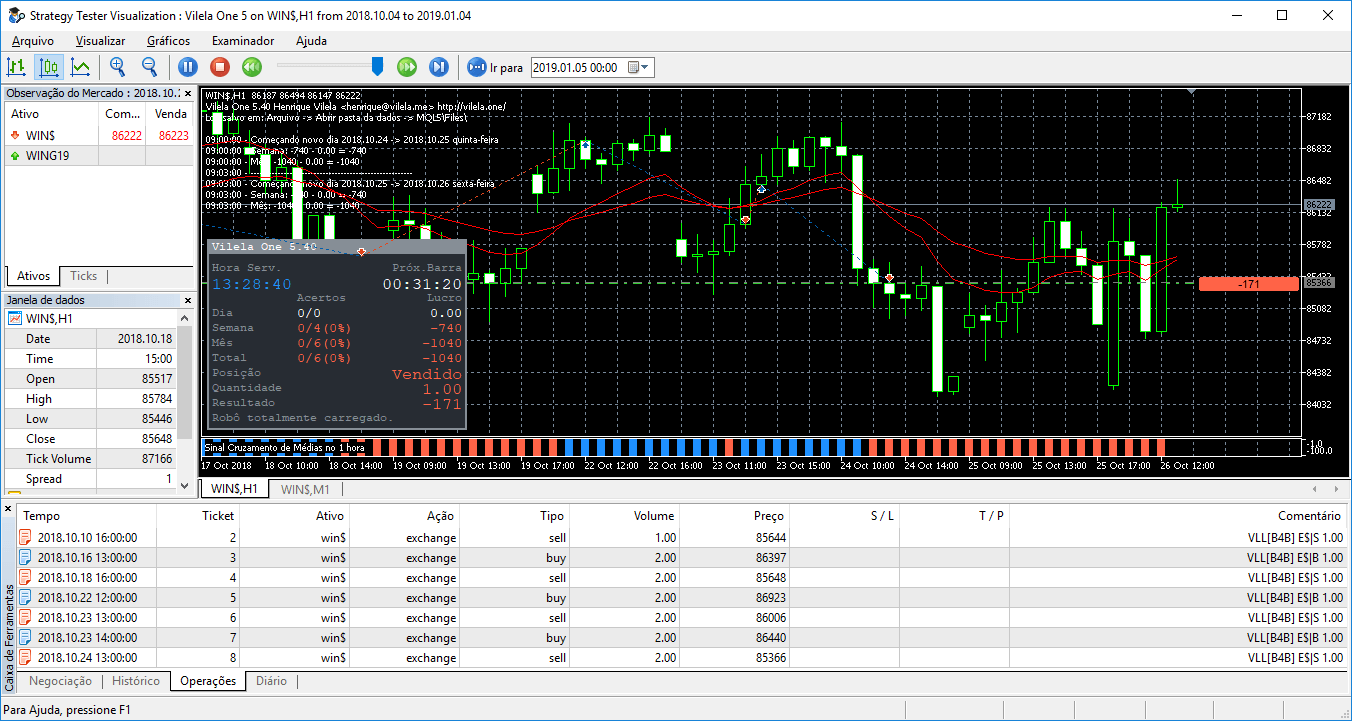 Strategy Tester Visualization : Vilela One 5 on WIN$,H1 from 2018.10.04 to 2019.01.04
Arquivo Visualizar Gráficos Examinador Ajuda
Ir para 2019.01.05 00:00
Observação do Mercado : 2018.10.2
Ativo Com... Venda
WIN$ 86222 86223
WING19
Ativos Ticks
Janela de dados
WIN$,H1
Date 2018.10.18
Time 15:00
Open 85517
High 85784
Low 85446
Close 85648
Tick Volume 87166
Spread 1
WIN$,H1 86187 86494 86147 86222
Vilela One 5.40 Henrique Vilela <henrique@vilela.me> http://vilela.one/
Log salvo em: Arquivo -> Abrir pasta da dados -> MQL5\Files\
09:00:00 - Começando novo dia 2018.10.24 -> 2018.10.25 quinta-feira
09:00:00 - Semana: -740 - 0.00 = -740
09:00:00 - Mês: -1040 - 0.00 = -1040
09:03:00 - ------------------------------------------
09:03:00 - Começando novo dia 2018.10.25 -> 2018.10.26 sexta-feira
09:03:00 - Semana: -740 - 0.00 = -740
09:03:00 - Mês: -1040 - 0.00 = -1040
Vilela One 5.40
Hora Serv. Próx.Barra
13:28:40 00:31:20
Acertos Lucro
Dia 0/0 0.00
Semana 0/4(0%) -740
Mês 0/6(0%) -1040
Total 0/6(0%) -1040
Posição Vendido
Quantidade 1.00
Resultado -171
Robô totalmente carregado.
87182
86832
86482
86222
86132
85782
85432
85366
85082
84732
84382
84032
-171
Sinal Cruzamento de Médias no 1 hora
-1.0
-100.0
17 Oct 2018 18 Oct 10:00 18 Oct 14:00 19 Oct 09:00 19 Oct 13:00 19 Oct 17:00 22 Oct 12:00 22 Oct 16:00 23 Oct 11:00 23 Oct 15:00 24 Oct 10:00 24 Oct 14:00 25 Oct 09:00 25 Oct 13:00 25 Oct 17:00 26 Oct 12:00
WIN$,H1 WIN$,M1
Caixa de Ferramentas
Tempo Ticket Ativo Ação Tipo Volume Preço S / L T / P Comentário
2018.10.10 16:00:00 2 win$ exchange sell 1.00 85644 VLL[B4B] E$|S 1.00
2018.10.16 13:00:00 3 win$ exchange buy 2.00 86397 VLL[B4B] E$|B 1.00
2018.10.18 16:00:00 4 win$ exchange sell 2.00 85648 VLL[B4B] E$|S 1.00
2018.10.22 12:00:00 5 win$ exchange buy 2.00 86923 VLL[B4B] E$|B 1.00
2018.10.23 13:00:00 6 win$ exchange sell 2.00 86006 VLL[B4B] E$|S 1.00
2018.10.23 14:00:00 7 win$ exchange buy 2.00 86440 VLL[B4B] E$|B 1.00
2018.10.24 13:00:00 8 win$ exchange sell 2.00 85366 VLL[B4B] E$|S 1.00
Negociação Histórico Operações Diário
Para Ajuda, pressione F1